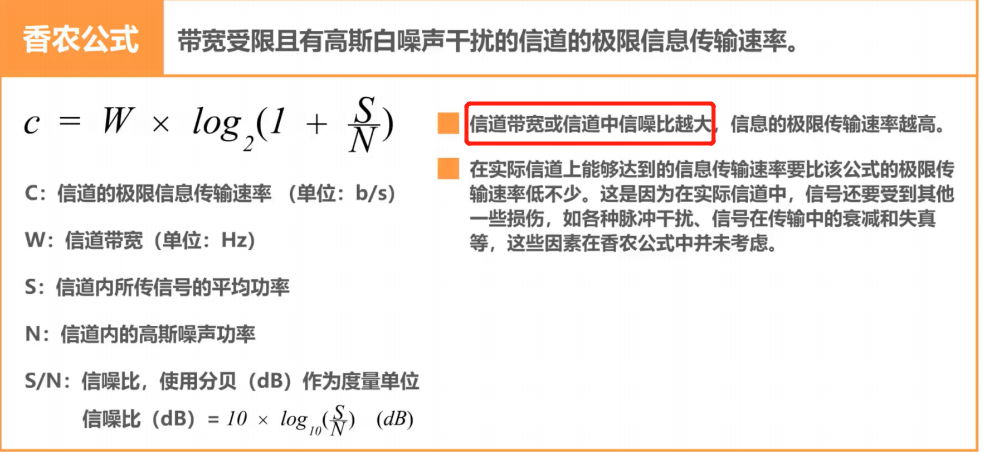 香农公式
带宽受限且有高斯白噪声干扰的信道的极限信息传输速率。
c = W × log₂(1 + S/N)
C：信道的极限信息传输速率 （单位：b/s）
W：信道带宽（单位：Hz）
S：信道内所传信号的平均功率
N：信道内的高斯噪声功率
S/N：信噪比，使用分贝（dB）作为度量单位
信噪比（dB）= 10 × log₁₀(S/N) (dB)
信道带宽或信道中信噪比越大，信息的极限传输速率越高。
在实际信道上能够达到的信息传输速率要比该公式的极限传
输速率低不少。这是因为在实际信道中，信号还要受到其他
一些损伤，如各种脉冲干扰、信号在传输中的衰减和失真
等，这些因素在香农公式中并未考虑。